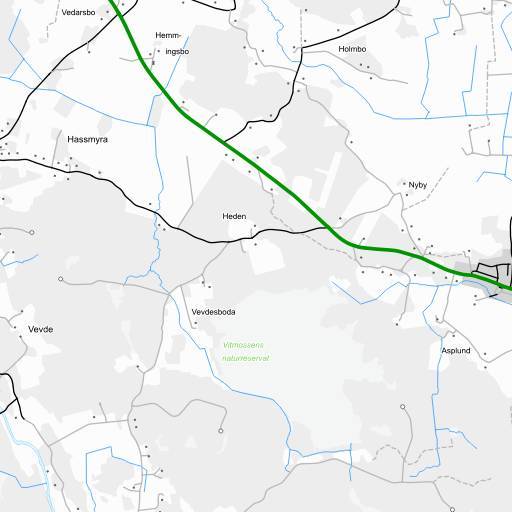 Vedarsbo
Hemm-
ingsbo
Holmbo
Hassmyra
Nyby
Heden
Vevdesboda
Vevde
Vitmossens
naturreservat
Asplund